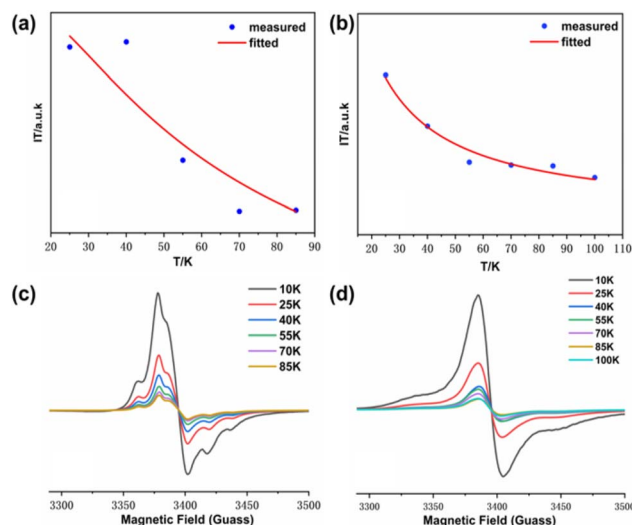 (a)
measured
fitted
IT/a.u.k
20 30 40 50 60 70 80 90
T/K
(b)
measured
fitted
IT/a.u.k
20 30 40 50 60 70 80 90 100 110
T/K
(c)
10K
25K
40K
55K
70K
85K
3300 3350 3400 3450 3500
Magnetic Field (Guass)
(d)
10K
25K
40K
55K
70K
85K
100K
3300 3350 3400 3450 3500
Magnetic Field (Guass)